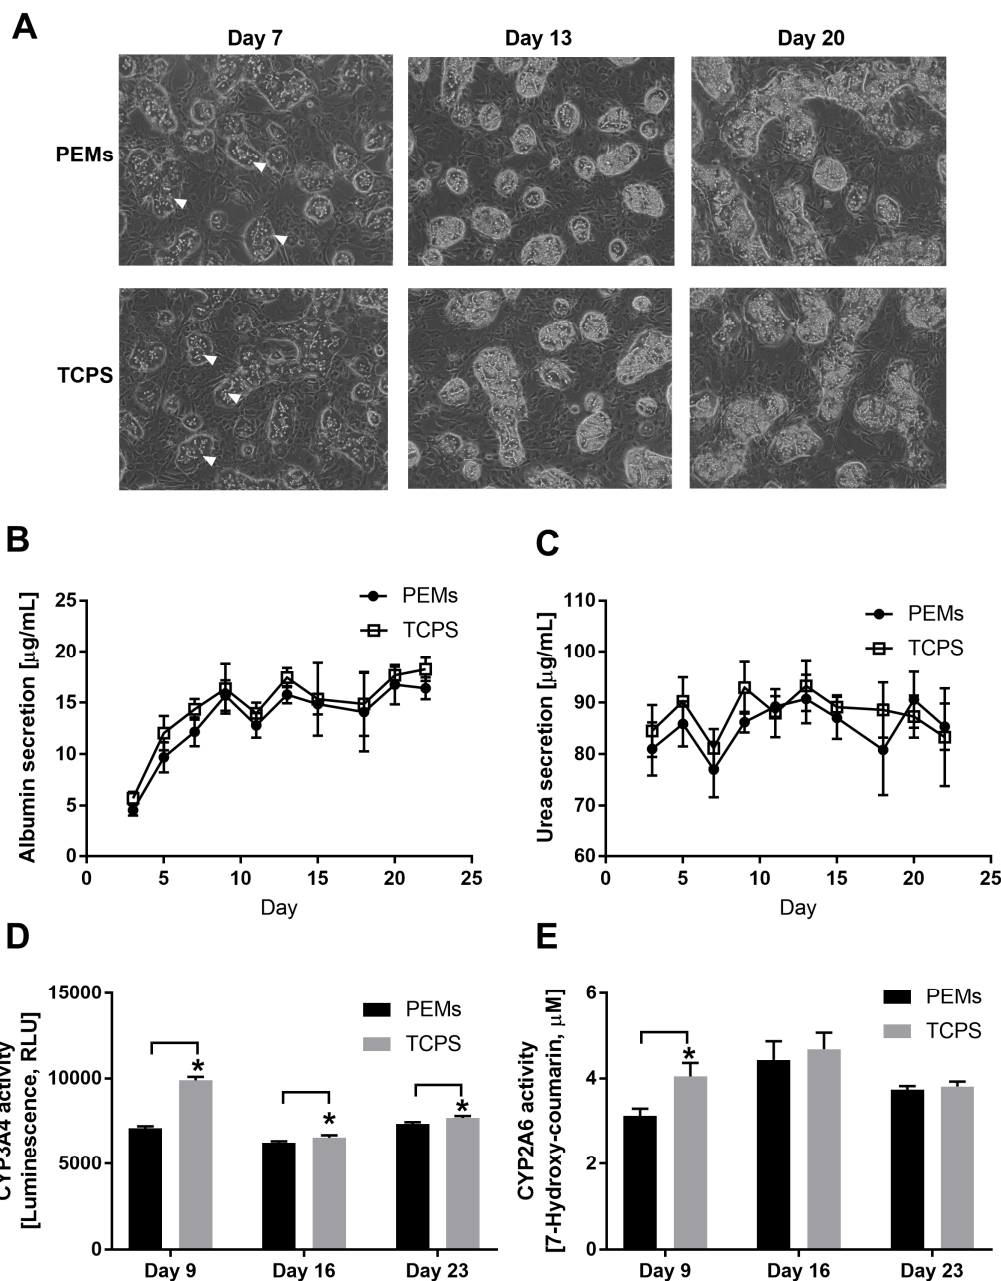 A
Day 7
Day 13
Day 20
PEMs
TCPS
B
Albumin secretion [µg/mL]
25
20
15
10
5
0
0
5
10
15
20
25
Day
PEMs
TCPS
C
Urea secretion [µg/mL]
110
100
90
80
70
60
0
5
10
15
20
25
Day
PEMs
TCPS
D
CYP3A4 activity
[Luminescence, RLU]
15000
10000
5000
0
PEMs
TCPS
*
*
*
Day 9
Day 16
Day 23
E
CYP2A6 activity
[7-Hydroxy-coumarin, µM]
6
4
2
0
PEMs
TCPS
*
Day 9
Day 16
Day 23